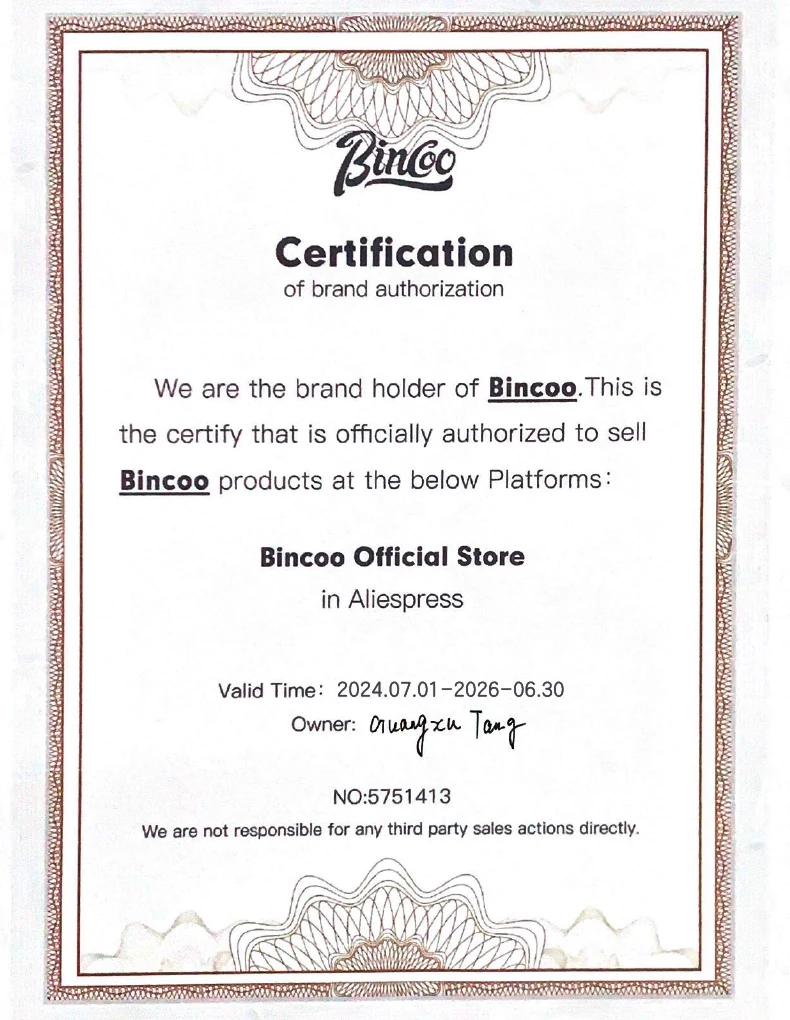 Bincoo
Certification
of brand authorization
We are the brand holder of Bincoo.This is
the certify that is officially authorized to sell
Bincoo products at the below Platforms:
Bincoo Official Store
in Aliespress
Valid Time: 2024.07.01-2026-06.30
Owner: Guangxu Tang
NO:5751413
We are not responsible for any third party sales actions directly.